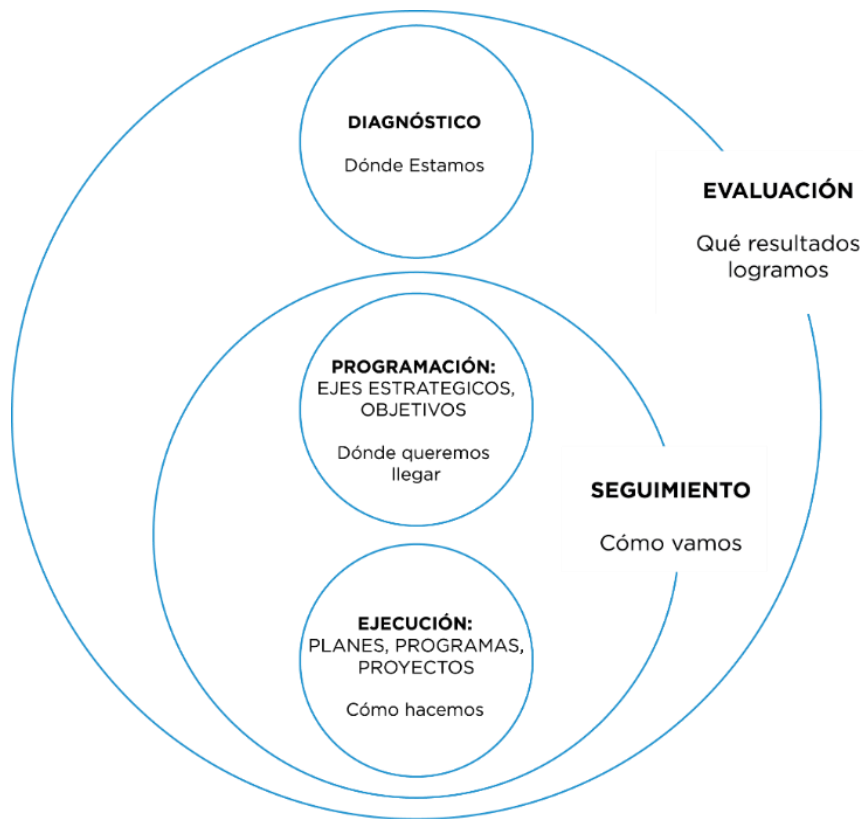 DIAGNÓSTICO
Dónde Estamos
EVALUACIÓN
Qué resultados
logramos
PROGRAMACIÓN:
EJES ESTRATEGICOS,
OBJETIVOS
Dónde queremos
llegar
SEGUIMIENTO
Cómo vamos
EJECUCIÓN:
PLANES, PROGRAMAS,
PROYECTOS
Cómo hacemos